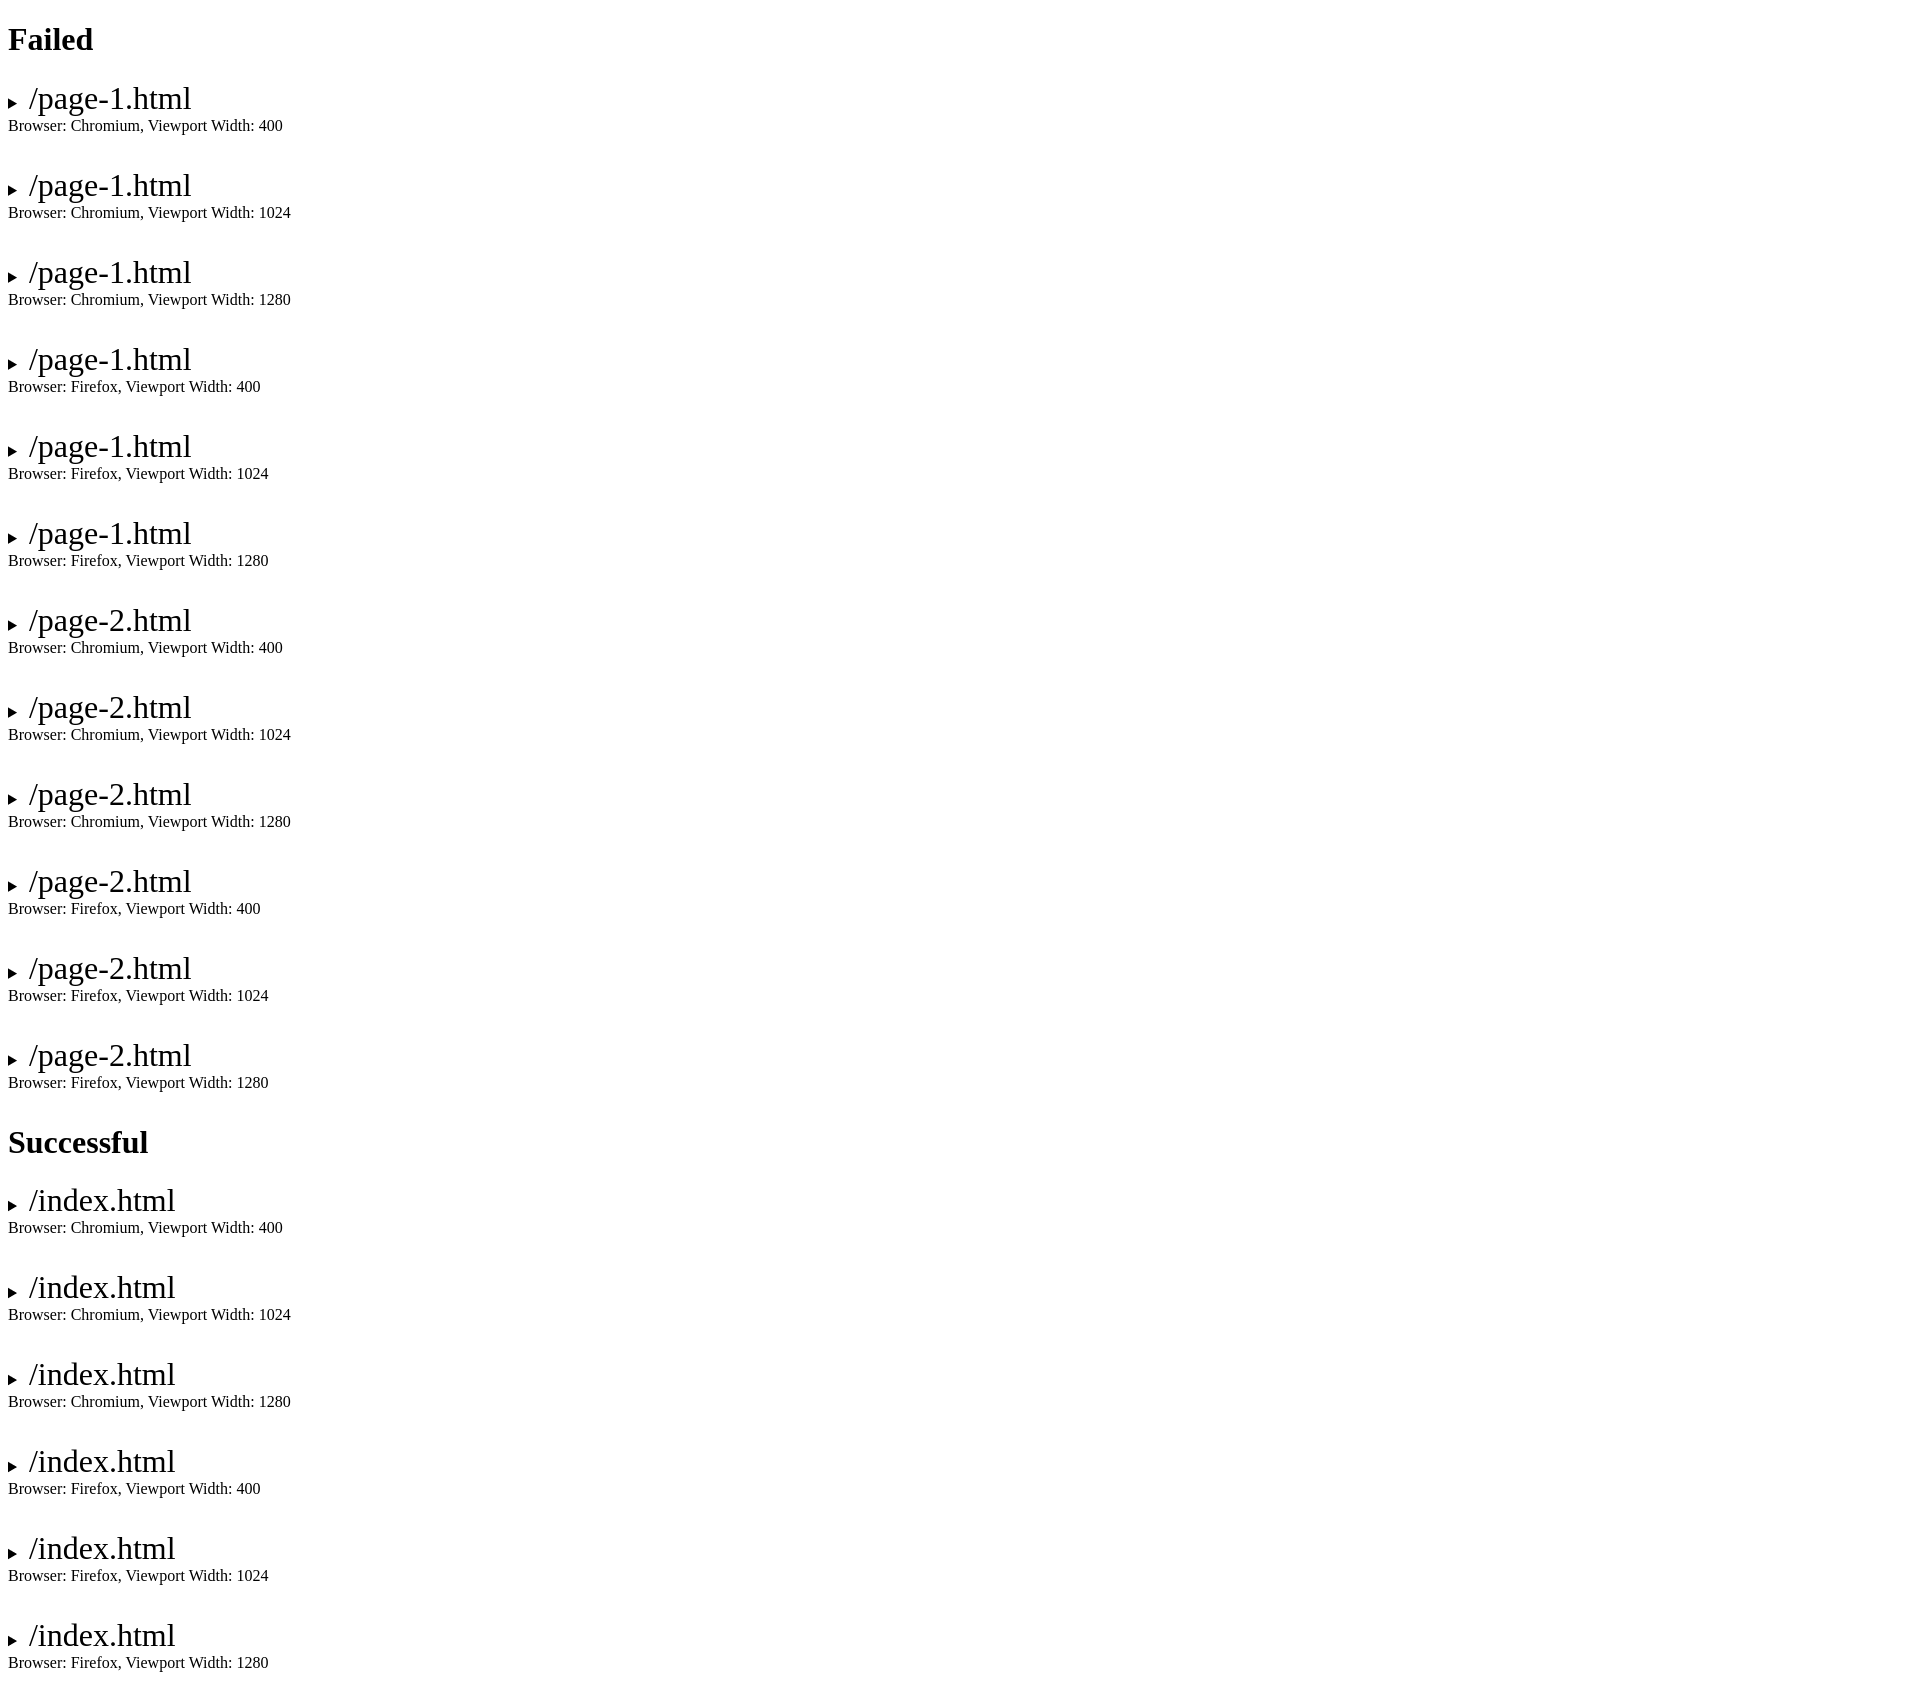 Failed
/page-1.html
Browser: Chromium, Viewport Width: 400
/page-1.html
Browser: Chromium, Viewport Width: 1024
/page-1.html
Browser: Chromium, Viewport Width: 1280
/page-1.html
Browser: Firefox, Viewport Width: 400
/page-1.html
Browser: Firefox, Viewport Width: 1024
/page-1.html
Browser: Firefox, Viewport Width: 1280
/page-2.html
Browser: Chromium, Viewport Width: 400
/page-2.html
Browser: Chromium, Viewport Width: 1024
/page-2.html
Browser: Chromium, Viewport Width: 1280
/page-2.html
Browser: Firefox, Viewport Width: 400
/page-2.html
Browser: Firefox, Viewport Width: 1024
/page-2.html
Browser: Firefox, Viewport Width: 1280
Successful
/index.html
Browser: Chromium, Viewport Width: 400
/index.html
Browser: Chromium, Viewport Width: 1024
/index.html
Browser: Chromium, Viewport Width: 1280
/index.html
Browser: Firefox, Viewport Width: 400
/index.html
Browser: Firefox, Viewport Width: 1024
/index.html
Browser: Firefox, Viewport Width: 1280